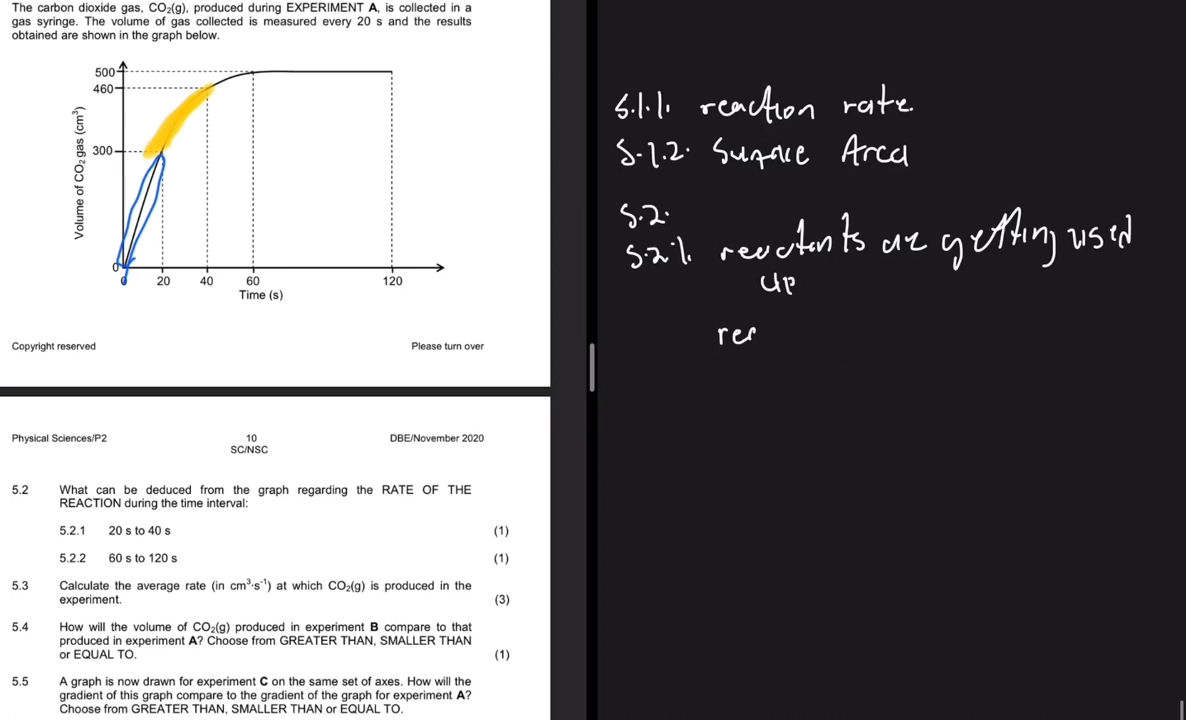 The carbon dioxide gas, CO₂(g), produced during EXPERIMENT A, is collected in a
gas syringe. The volume of gas collected is measured every 20 s and the results
obtained are shown in the graph below.
500
460
300
0
Volume of CO₂ gas (cm³)
0 20 40 60 120
Time (s)
Copyright reserved Please turn over
Physical Sciences/P2 10 DBE/November 2020
SC/NSC
5.2 What can be deduced from the graph regarding the RATE OF THE
REACTION during the time interval:
5.2.1 20 s to 40 s (1)
5.2.2 60 s to 120 s (1)
5.3 Calculate the average rate (in cm³·s⁻¹) at which CO₂(g) is produced in the
experiment. (3)
5.4 How will the volume of CO₂(g) produced in experiment B compare to that
produced in experiment A? Choose from GREATER THAN, SMALLER THAN
or EQUAL TO. (1)
5.5 A graph is now drawn for experiment C on the same set of axes. How will the
gradient of this graph compare to the gradient of the graph for experiment A?
Choose from GREATER THAN, SMALLER THAN or EQUAL TO.
5.1.1. reaction rate.
5.1.2. Surface Area
5.2.
5.2.1. reactants are getting used
up
rea